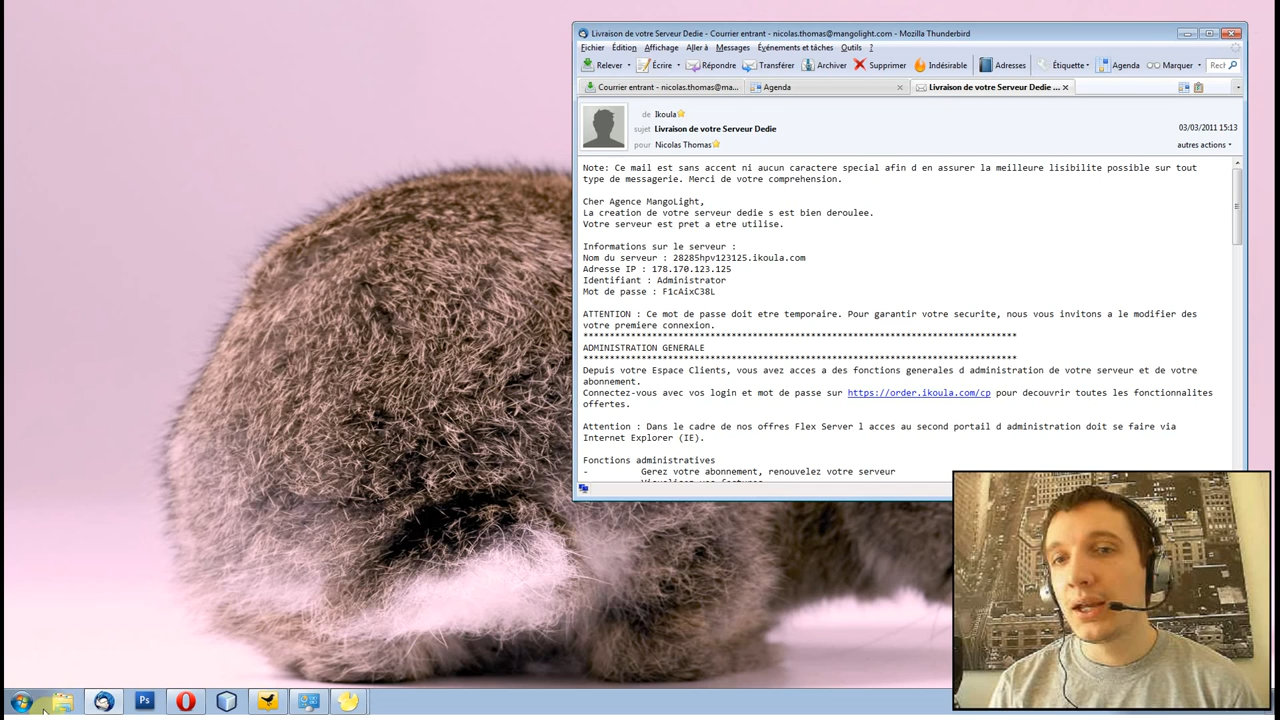 Livraison de votre Serveur Dedie - Courrier entrant - nicolas.thomas@mangolight.com - Mozilla Thunderbird
Fichier Édition Affichage Aller à Messages Événements et tâches Outils ?
Relever Écrire Répondre Transférer Archiver Supprimer Indésirable Adresses Étiquette Agenda Marquer Rech
Courrier entrant - nicolas.thomas@ma... Agenda Livraison de votre Serveur Dedie ...
de Ikoula
sujet Livraison de votre Serveur Dedie 03/03/2011 15:13
pour Nicolas Thomas autres actions
Note: Ce mail est sans accent ni aucun caractere special afin d en assurer la meilleure lisibilite possible sur tout
type de messagerie. Merci de votre comprehension.
Cher Agence MangoLight,
La creation de votre serveur dedie s est bien deroulee.
Votre serveur est pret a etre utilise.
Informations sur le serveur :
Nom du serveur : 28285hpv123125.ikoula.com
Adresse IP : 178.170.123.125
Identifiant : Administrator
Mot de passe : F1cAixC38L
ATTENTION : Ce mot de passe doit etre temporaire. Pour garantir votre securite, nous vous invitons a le modifier des
votre premiere connexion.
*****************************************************************************
ADMINISTRATION GENERALE
*****************************************************************************
Depuis votre Espace Clients, vous avez acces a des fonctions generales d administration de votre serveur et de votre
abonnement.
Connectez-vous avec vos login et mot de passe sur https://order.ikoula.com/cp pour decouvrir toutes les fonctionnalites
offertes.
Attention : Dans le cadre de nos offres Flex Server l acces au second portail d administration doit se faire via
Internet Explorer (IE).
Fonctions administratives
- Gerez votre abonnement, renouvelez votre serveur
Visualisez vos factures
Ps